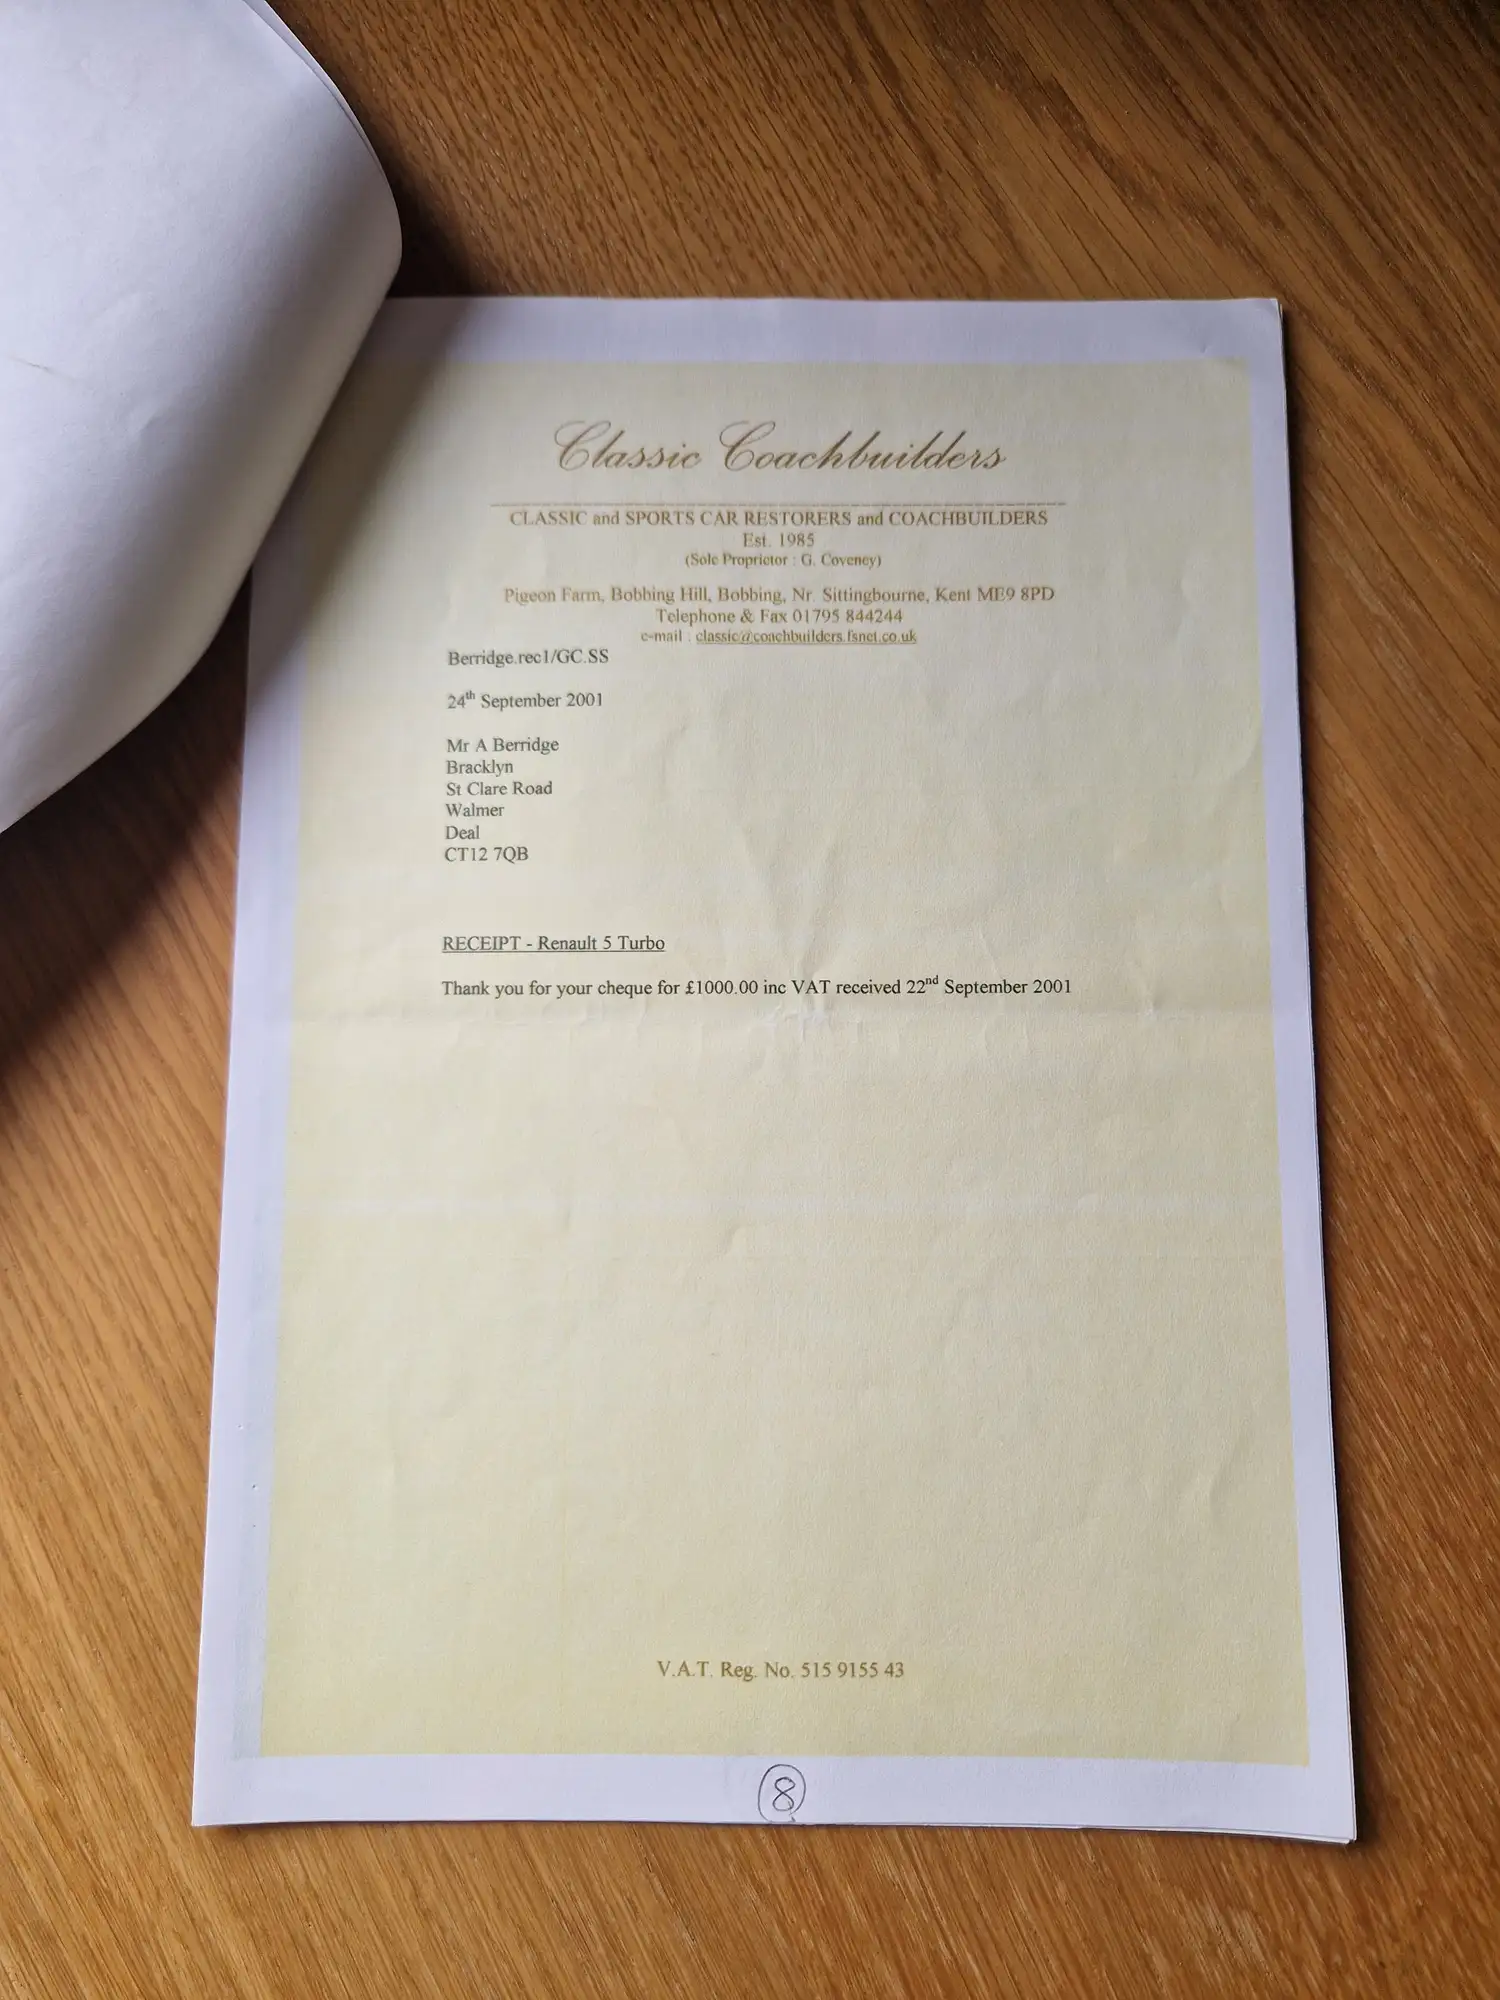 Classic Coachbuilders
CLASSIC and SPORTS CAR RESTORERS and COACHBUILDERS
Est. 1985
(Sole Proprietor : G. Coveney)
Pigeon Farm, Bobbing Hill, Bobbing, Nr. Sittingbourne, Kent ME9 8PD
Telephone & Fax 01795 844244
e-mail : classic@coachbuilders.fsnet.co.uk
Berridge.rec1/GC.SS
24th September 2001
Mr A Berridge
Bracklyn
St Clare Road
Walmer
Deal
CT12 7QB
RECEIPT - Renault 5 Turbo
Thank you for your cheque for £1000.00 inc VAT received 22nd September 2001
V.A.T. Reg. No. 515 9155 43
8